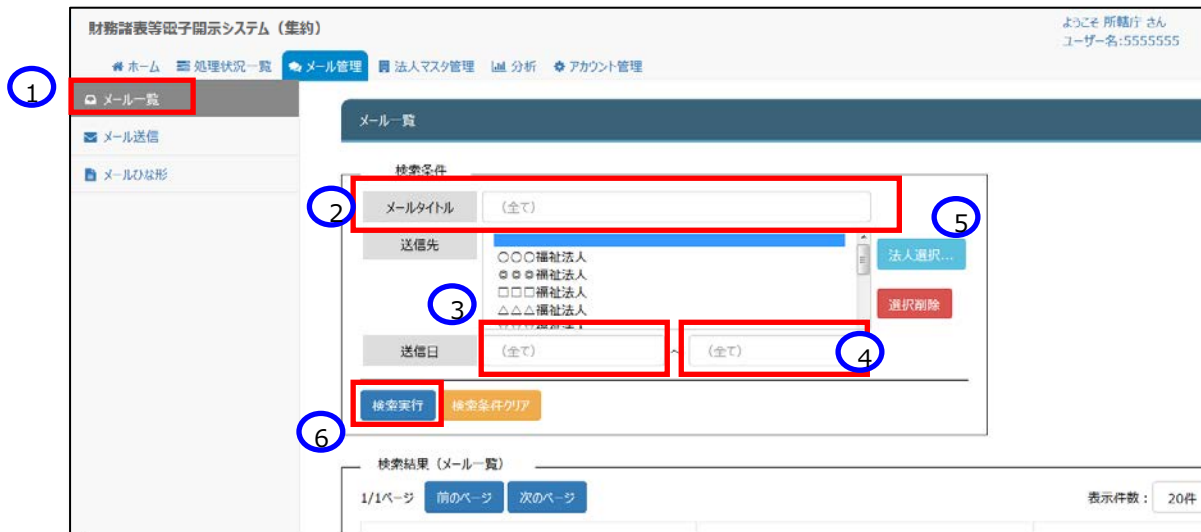 財務諸表等電子開示システム（集約）
ようこそ 所轄庁 さん
ユーザー名:5555555
ホーム 処理状況一覧 メール管理 法人マスタ管理 分析 アカウント管理
1
メール一覧
メール一覧
メール送信
メールひな形
検索条件
2
メールタイトル （全て）
5
送信先
○○○福祉法人
法人選択...
◎◎◎福祉法人
□□□福祉法人
3
△△△福祉法人
選択削除
送信日 （全て） ~ （全て）
4
検索実行 検索条件クリア
6
検索結果（メール一覧）
1/1ページ 前のページ 次のページ 表示件数： 20件